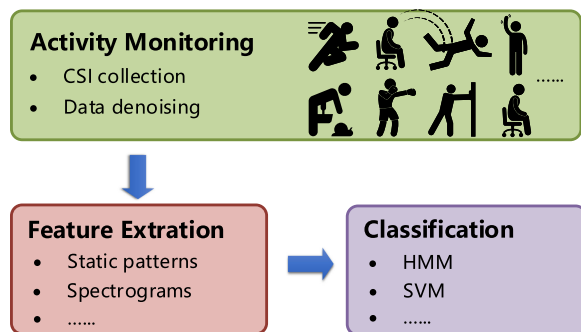 Activity Monitoring
• CSI collection
• Data denoising
……
Feature Extration
• Static patterns
• Spectrograms
• ……
Classification
• HMM
• SVM
• ……